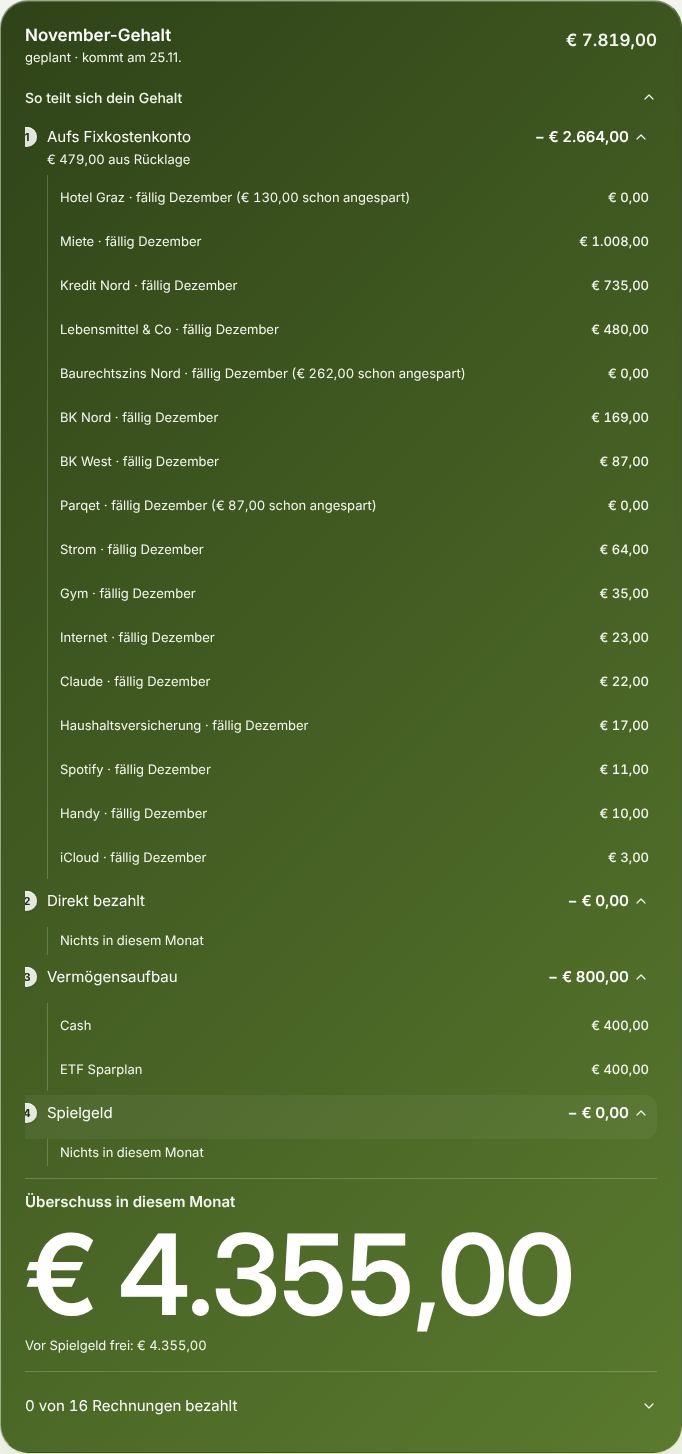 November-Gehalt
€ 7.819,00
geplant · kommt am 25.11.
So teilt sich dein Gehalt
1 Aufs Fixkostenkonto – € 2.664,00
€ 479,00 aus Rücklage
Hotel Graz · fällig Dezember (€ 130,00 schon angespart) € 0,00
Miete · fällig Dezember € 1.008,00
Kredit Nord · fällig Dezember € 735,00
Lebensmittel & Co · fällig Dezember € 480,00
Baurechtszins Nord · fällig Dezember (€ 262,00 schon angespart) € 0,00
BK Nord · fällig Dezember € 169,00
BK West · fällig Dezember € 87,00
Parqet · fällig Dezember (€ 87,00 schon angespart) € 0,00
Strom · fällig Dezember € 64,00
Gym · fällig Dezember € 35,00
Internet · fällig Dezember € 23,00
Claude · fällig Dezember € 22,00
Haushaltsversicherung · fällig Dezember € 17,00
Spotify · fällig Dezember € 11,00
Handy · fällig Dezember € 10,00
iCloud · fällig Dezember € 3,00
2 Direkt bezahlt – € 0,00
Nichts in diesem Monat
3 Vermögensaufbau – € 800,00
Cash € 400,00
ETF Sparplan € 400,00
4 Spielgeld – € 0,00
Nichts in diesem Monat
Überschuss in diesem Monat
€ 4.355,00
Vor Spielgeld frei: € 4.355,00
0 von 16 Rechnungen bezahlt